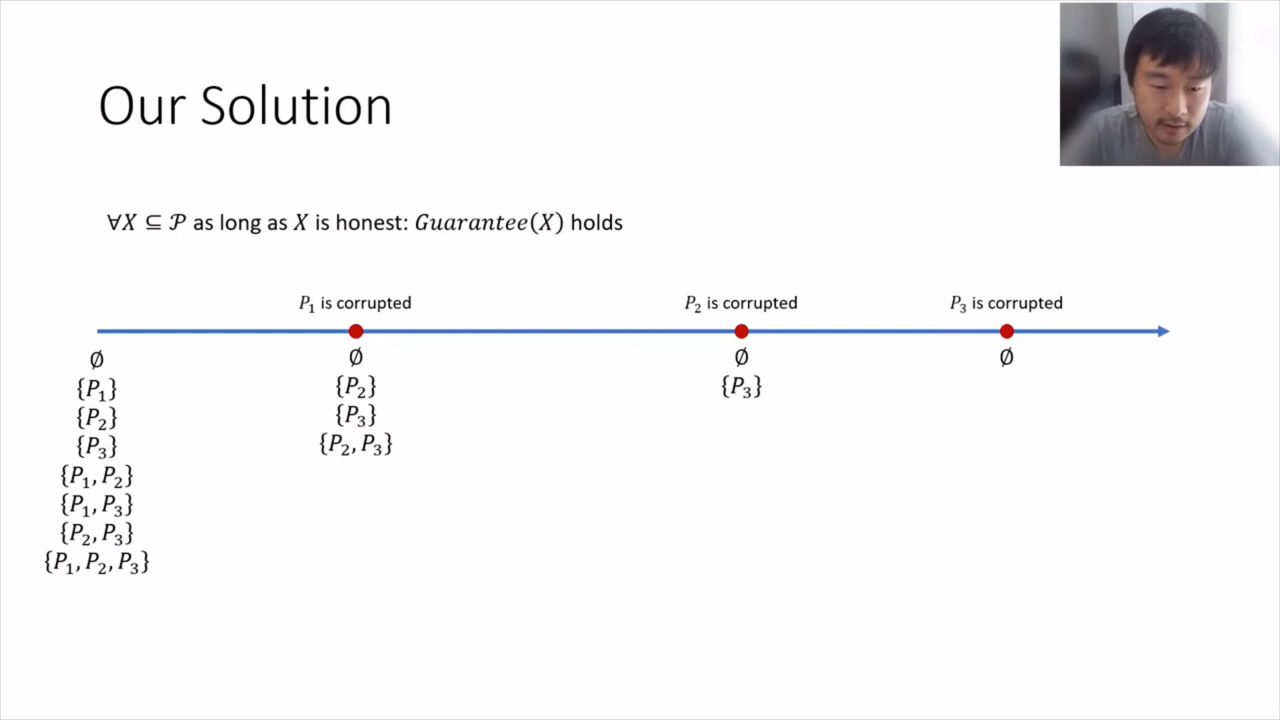 Our Solution
∀X ⊆ 𝒫 as long as X is honest: Guarantee(X) holds
P₁ is corrupted
P₂ is corrupted
P₃ is corrupted
∅
{P₁}
{P₂}
{P₃}
{P₁, P₂}
{P₁, P₃}
{P₂, P₃}
{P₁, P₂, P₃}
∅
{P₂}
{P₃}
{P₂, P₃}
∅
{P₃}
∅